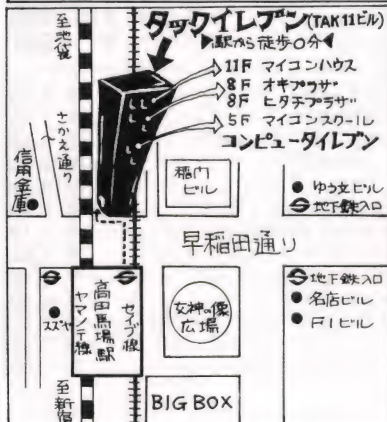 タックイレブン(TAK11ビル)
▶駅から徒歩0分◀
11F マイコンハウス
8F オキプラザ
8F ヒタチプラザ
5F マイコンスクール
コンピュータイレブン
至池袋
さかえ通り
信用金庫
稲門
ビル
ゆう文ビル
地下鉄入口
早稲田通り
地下鉄入口
名店ビル
F1ビル
スズヤ
ヤマノテ線
高田馬場駅
セイブ線
女神の像
広場
至新宿
BIG BOX